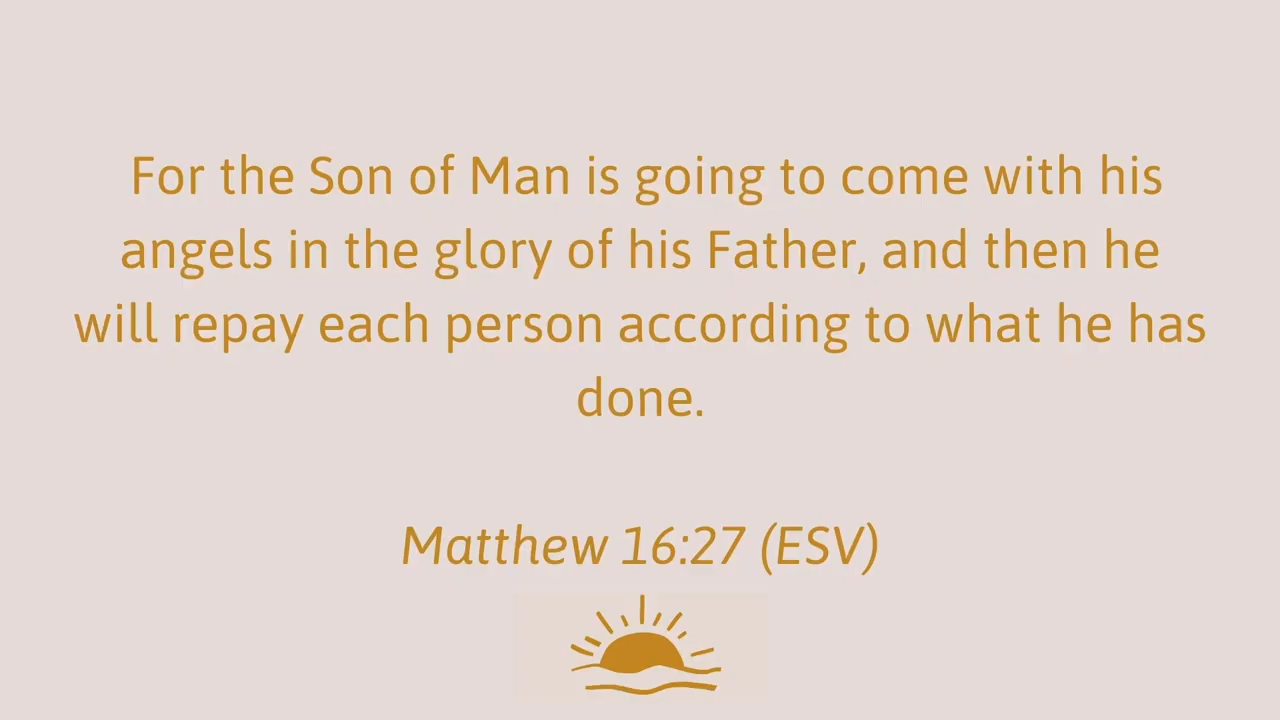 For the Son of Man is going to come with his
angels in the glory of his Father, and then he
will repay each person according to what he has
done.
Matthew 16:27 (ESV)